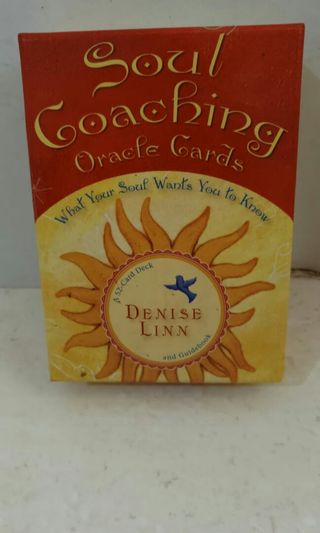 Soul
Coaching
Oracle Cards
What Your Soul Wants You to Know
A 52-Card Deck
DENISE
LINN
and Guidebook